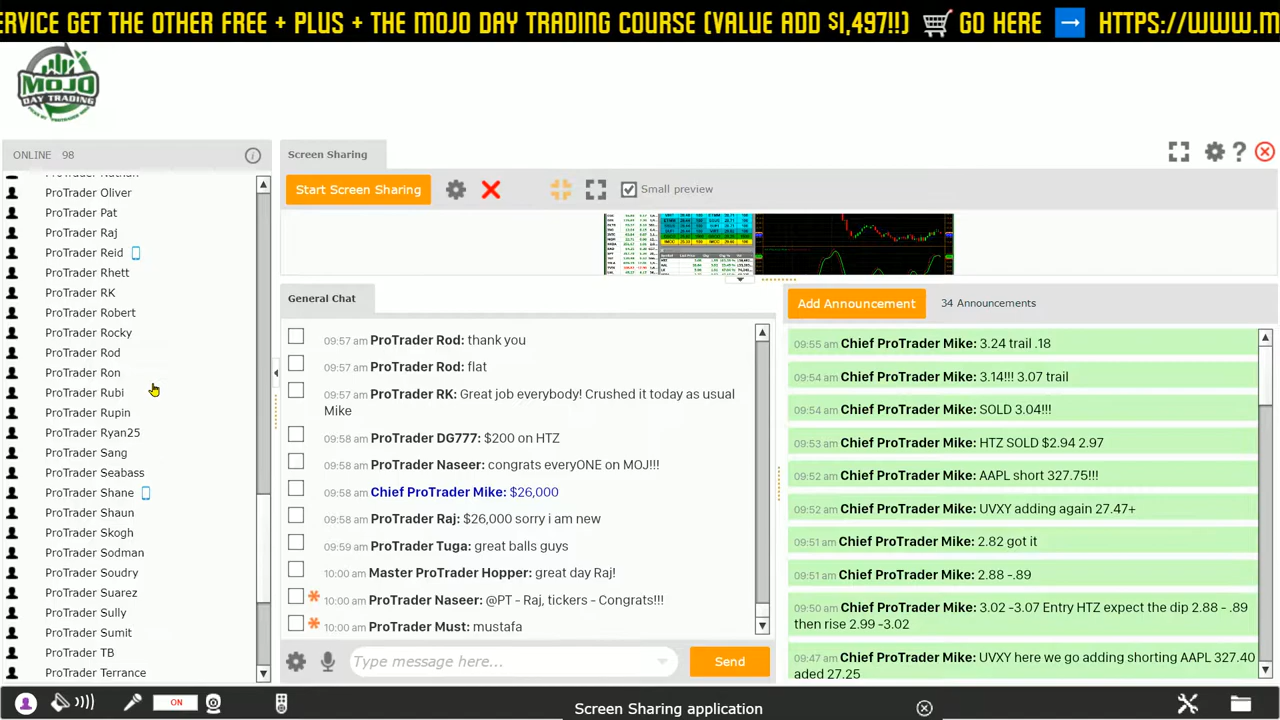 ERVICE GET THE OTHER FREE + PLUS + THE MOJO DAY TRADING COURSE (VALUE ADD $1,497!!) GO HERE HTTPS://WWW.M
MOJO
DAY TRADING
ONLINE 98
ProTrader Oliver
ProTrader Pat
ProTrader Raj
ProTrader Reid
ProTrader Rhett
ProTrader RK
ProTrader Robert
ProTrader Rocky
ProTrader Rod
ProTrader Ron
ProTrader Rubi
ProTrader Rupin
ProTrader Ryan25
ProTrader Sang
ProTrader Seabass
ProTrader Shane
ProTrader Shaun
ProTrader Skogh
ProTrader Sodman
ProTrader Soudry
ProTrader Suarez
ProTrader Sully
ProTrader Sumit
ProTrader TB
ProTrader Terrance
Screen Sharing
Start Screen Sharing
Small preview
General Chat
09:57 am ProTrader Rod: thank you
09:57 am ProTrader Rod: flat
09:57 am ProTrader RK: Great job everybody! Crushed it today as usual
Mike
09:58 am ProTrader DG777: $200 on HTZ
09:58 am ProTrader Naseer: congrats everyONE on MOJ!!!
09:58 am Chief ProTrader Mike: $26,000
09:58 am ProTrader Raj: $26,000 sorry i am new
09:59 am ProTrader Tuga: great balls guys
10:00 am Master ProTrader Hopper: great day Raj!
10:00 am ProTrader Naseer: @PT - Raj, tickers - Congrats!!!
10:00 am ProTrader Must: mustafa
Type message here...
Send
Add Announcement
34 Announcements
09:55 am Chief ProTrader Mike: 3.24 trail .18
09:54 am Chief ProTrader Mike: 3.14!!! 3.07 trail
09:54 am Chief ProTrader Mike: SOLD 3.04!!!
09:53 am Chief ProTrader Mike: HTZ SOLD $2.94 2.97
09:52 am Chief ProTrader Mike: AAPL short 327.75!!!
09:52 am Chief ProTrader Mike: UVXY adding again 27.47+
09:51 am Chief ProTrader Mike: 2.82 got it
09:51 am Chief ProTrader Mike: 2.88 -.89
09:50 am Chief ProTrader Mike: 3.02 -3.07 Entry HTZ expect the dip 2.88 - .89
then rise 2.99 -3.02
09:47 am Chief ProTrader Mike: UVXY here we go adding shorting AAPL 327.40
aded 27.25
ON
Screen Sharing application